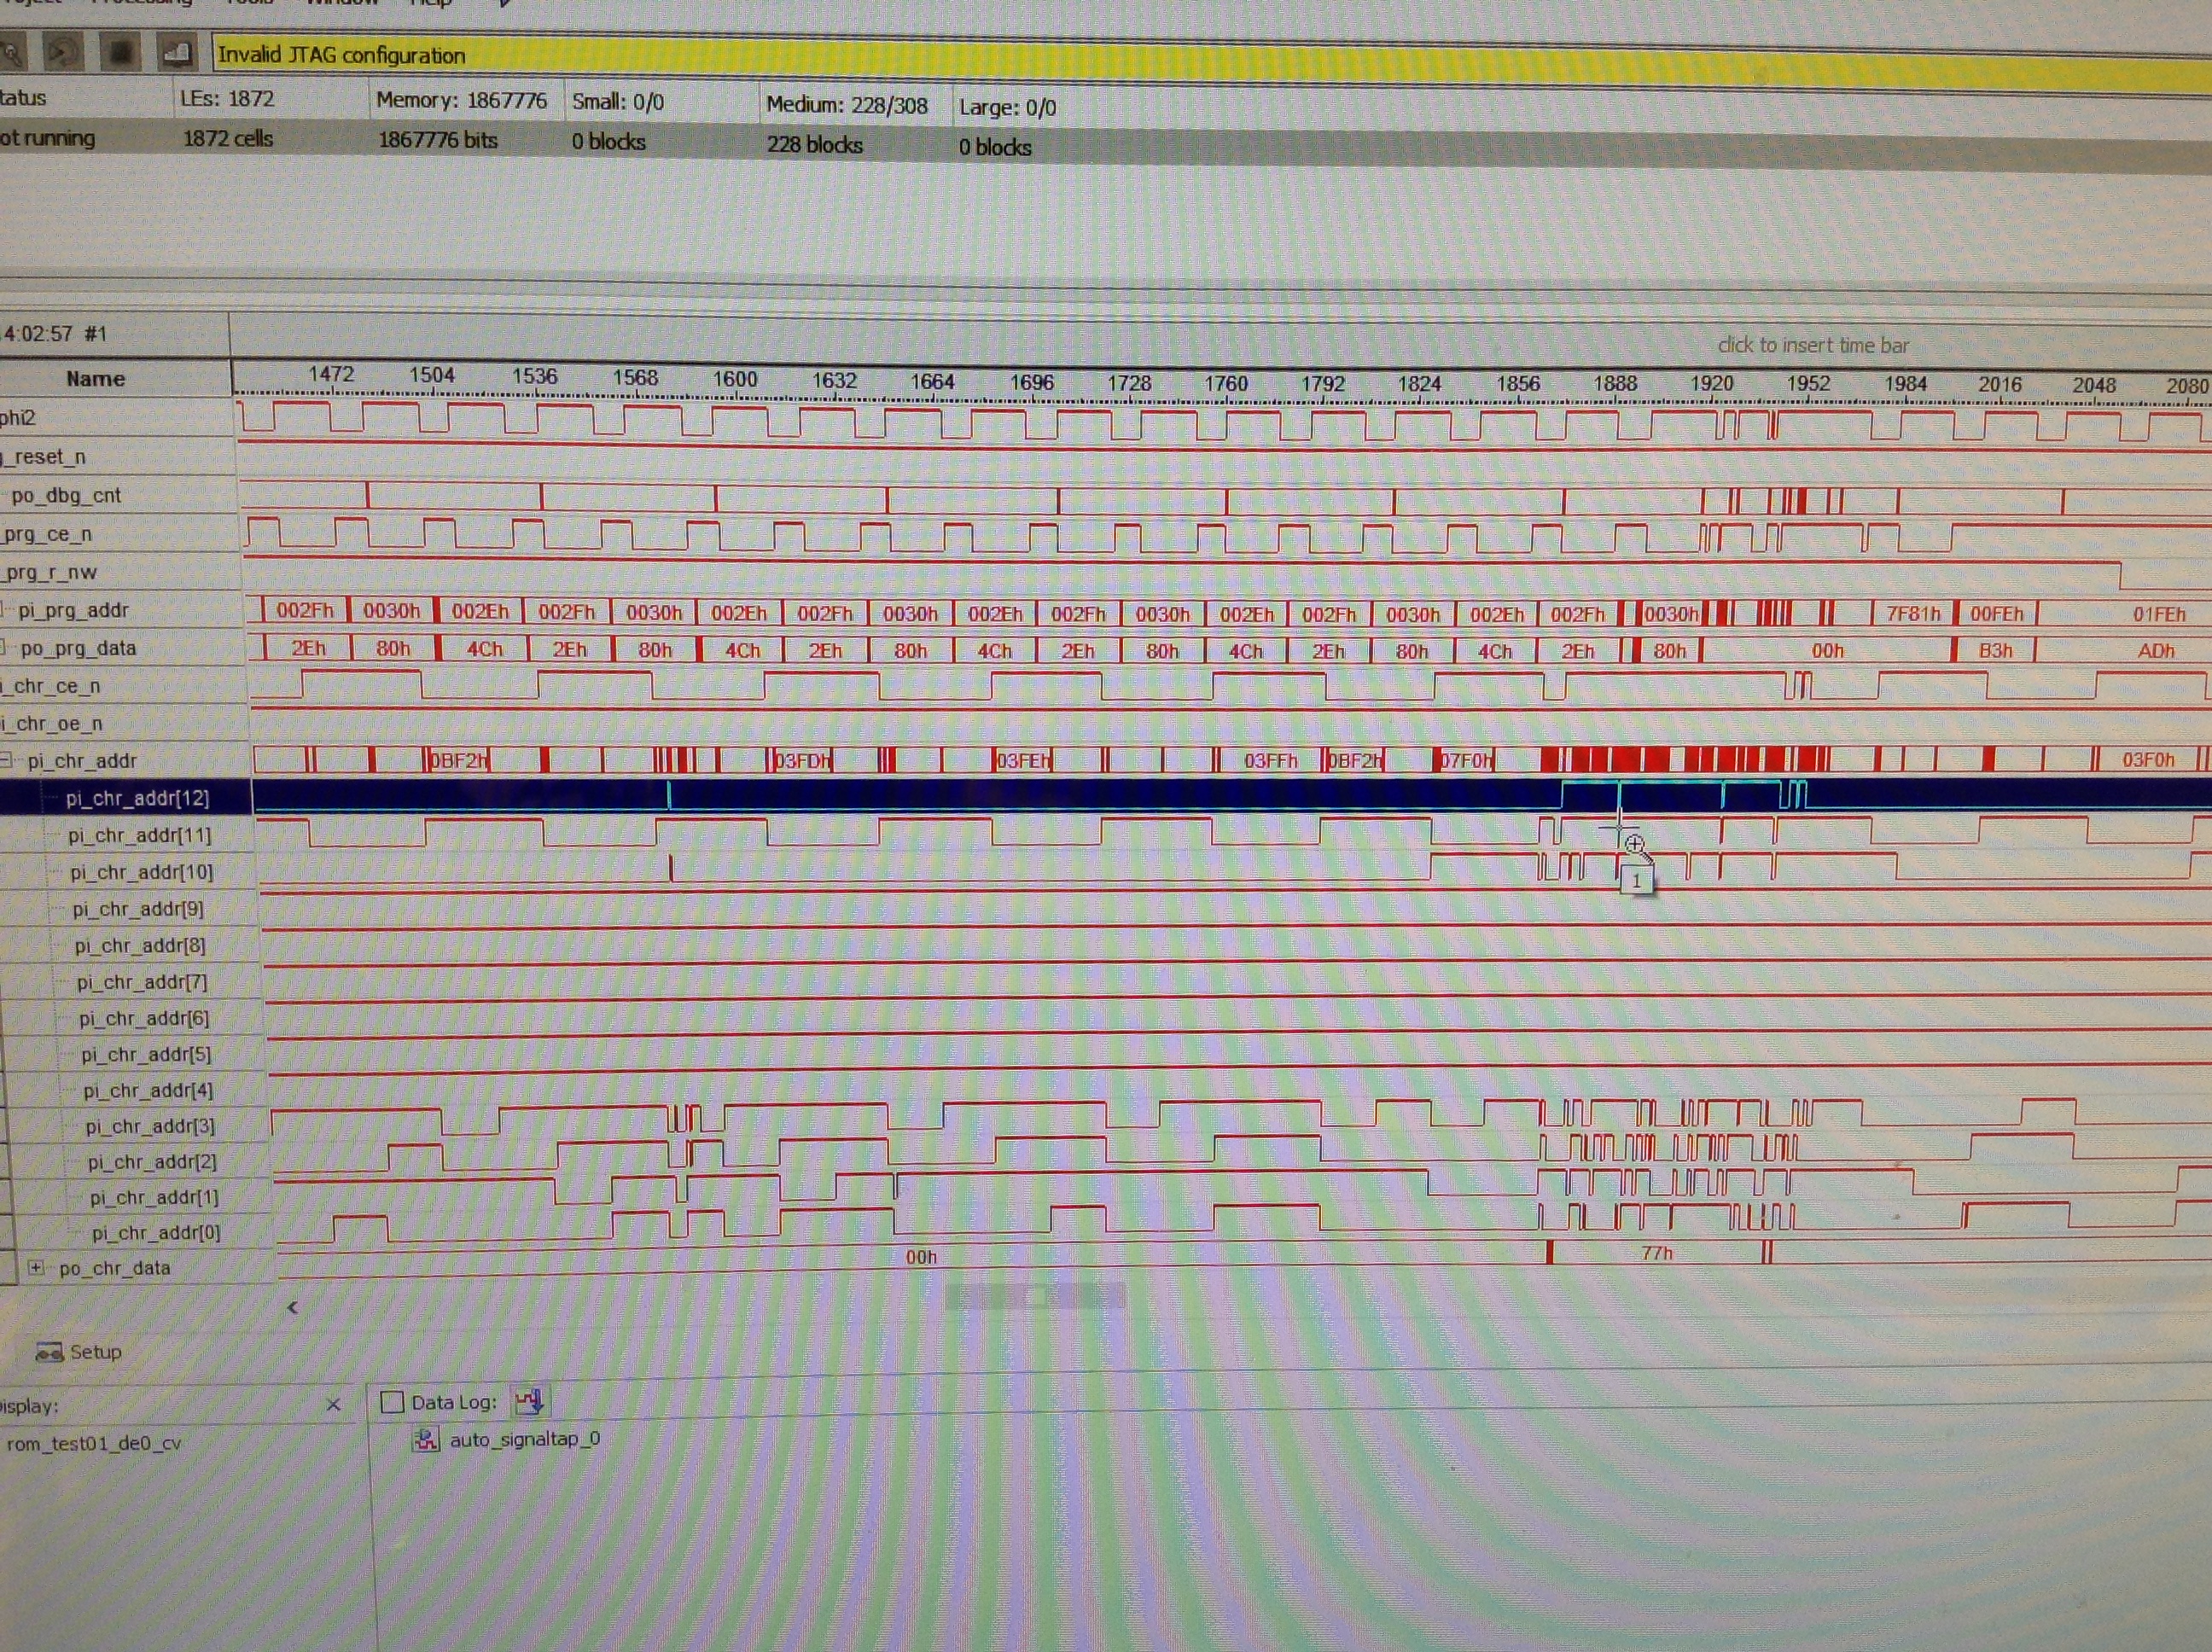 Invalid JTAG configuration
tatus LEs: 1872 Memory: 1867776 Small: 0/0 Medium: 228/308 Large: 0/0
ot running 1872 cells 1867776 bits 0 blocks 228 blocks 0 blocks
4:02:57 #1 click to insert time bar
Name 1472 1504 1536 1568 1600 1632 1664 1696 1728 1760 1792 1824 1856 1888 1920 1952 1984 2016 2048 2080
phi2
_reset_n
po_dbg_cnt
_prg_ce_n
_prg_r_nw
pi_prg_addr 002Fh 0030h 002Eh 002Fh 0030h 002Eh 002Fh 0030h 002Eh 002Fh 0030h 002Eh 002Fh 0030h 002Eh 002Fh 0030h 7F81h 00FEh 01FEh
po_prg_data 2Eh 80h 4Ch 2Eh 80h 4Ch 2Eh 80h 4Ch 2Eh 80h 4Ch 2Eh 80h 4Ch 2Eh 80h 00h B3h ADh
i_chr_ce_n
i_chr_oe_n
pi_chr_addr 0BF2h 03FDh 03FEh 03FFh 0BF2h 07F0h 03F0h
pi_chr_addr[12]
pi_chr_addr[11]
pi_chr_addr[10] 1
pi_chr_addr[9]
pi_chr_addr[8]
pi_chr_addr[7]
pi_chr_addr[6]
pi_chr_addr[5]
pi_chr_addr[4]
pi_chr_addr[3]
pi_chr_addr[2]
pi_chr_addr[1]
pi_chr_addr[0]
po_chr_data 00h 77h
Setup
isplay: Data Log:
rom_test01_de0_cv auto_signaltap_0